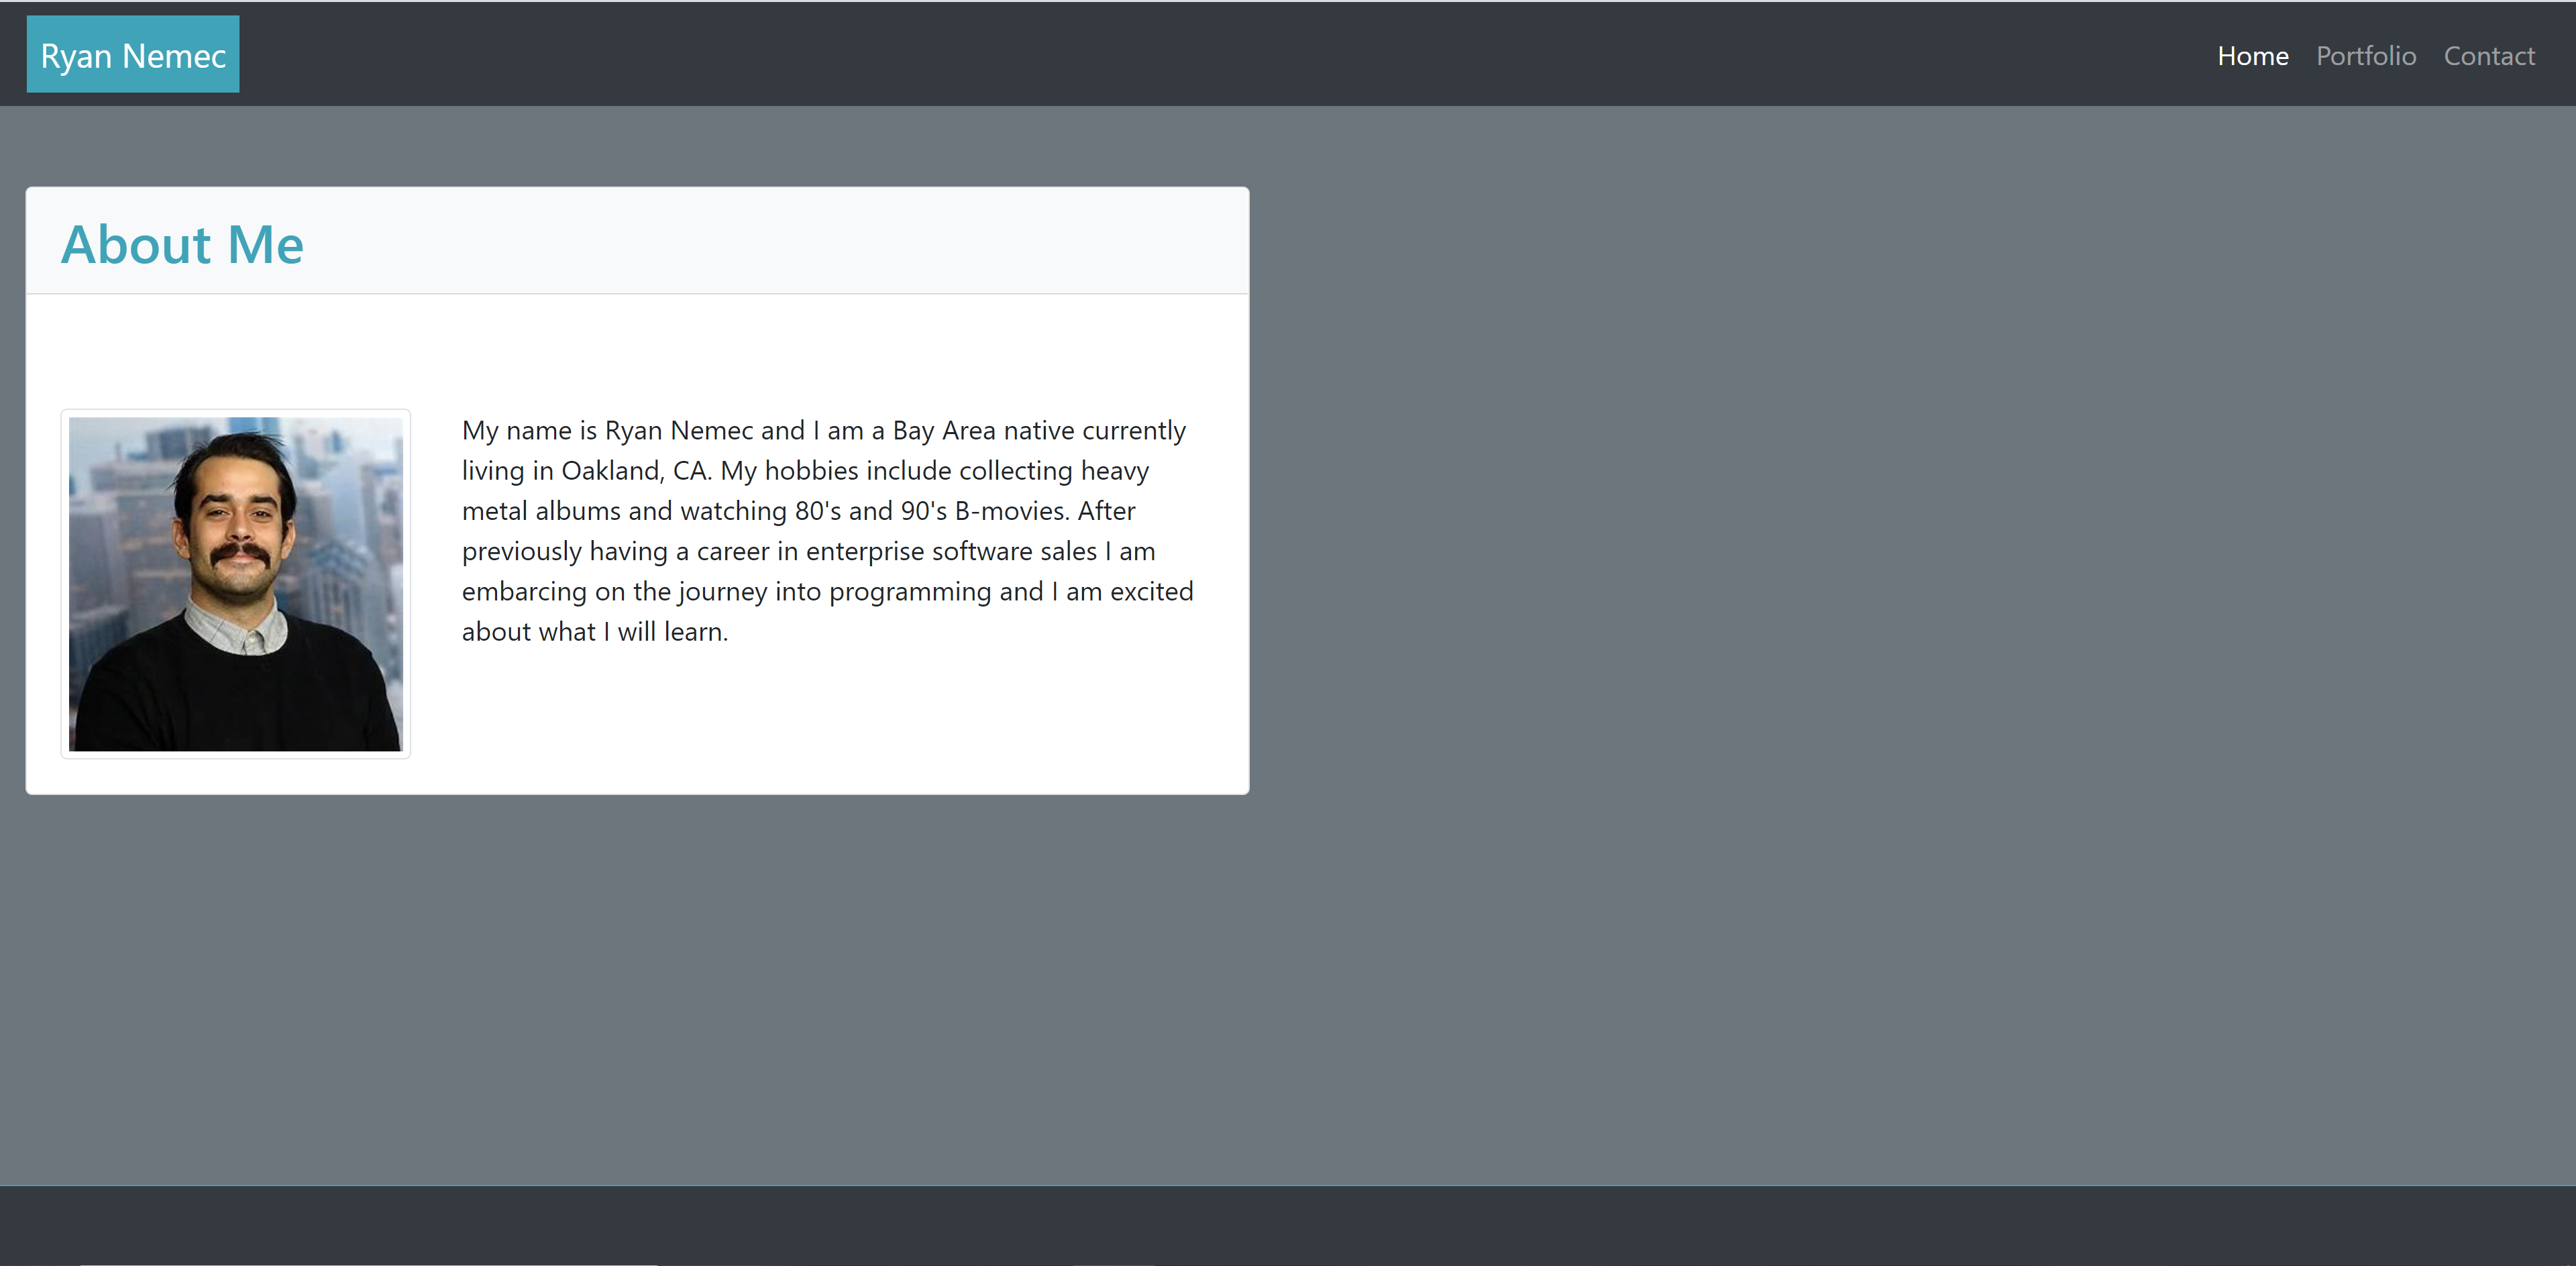 Ryan Nemec
Home Portfolio Contact
About Me
My name is Ryan Nemec and I am a Bay Area native currently
living in Oakland, CA. My hobbies include collecting heavy
metal albums and watching 80's and 90's B-movies. After
previously having a career in enterprise software sales I am
embarcing on the journey into programming and I am excited
about what I will learn.